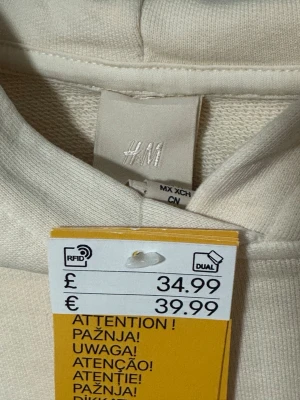 H&M
MX XCH
CN
RFID
DUAL
£ 34.99
€ 39.99
ATTENTION !
PAŽNJA!
UWAGA!
ATENÇÃO!
ATENȚIE!
PAŽNJA!